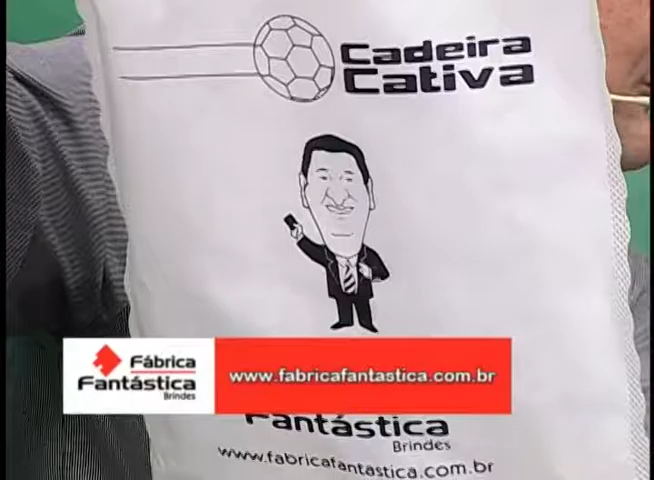 Cadeira
Cativa
Fábrica
Fantástica
Brindes
www.fabricafantastica.com.br
Fantástica
Brindes
www.fabricafantastica.com.br